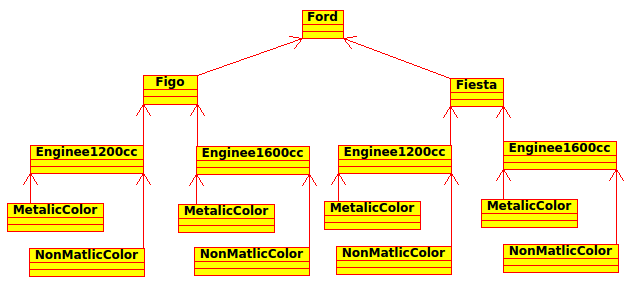 Ford
Figo
Fiesta
Enginee1200cc
Enginee1600cc
Enginee1200cc
Enginee1600cc
MetalicColor
MetalicColor
MetalicColor
MetalicColor
NonMatlicColor
NonMatlicColor
NonMatlicColor
NonMatlicColor